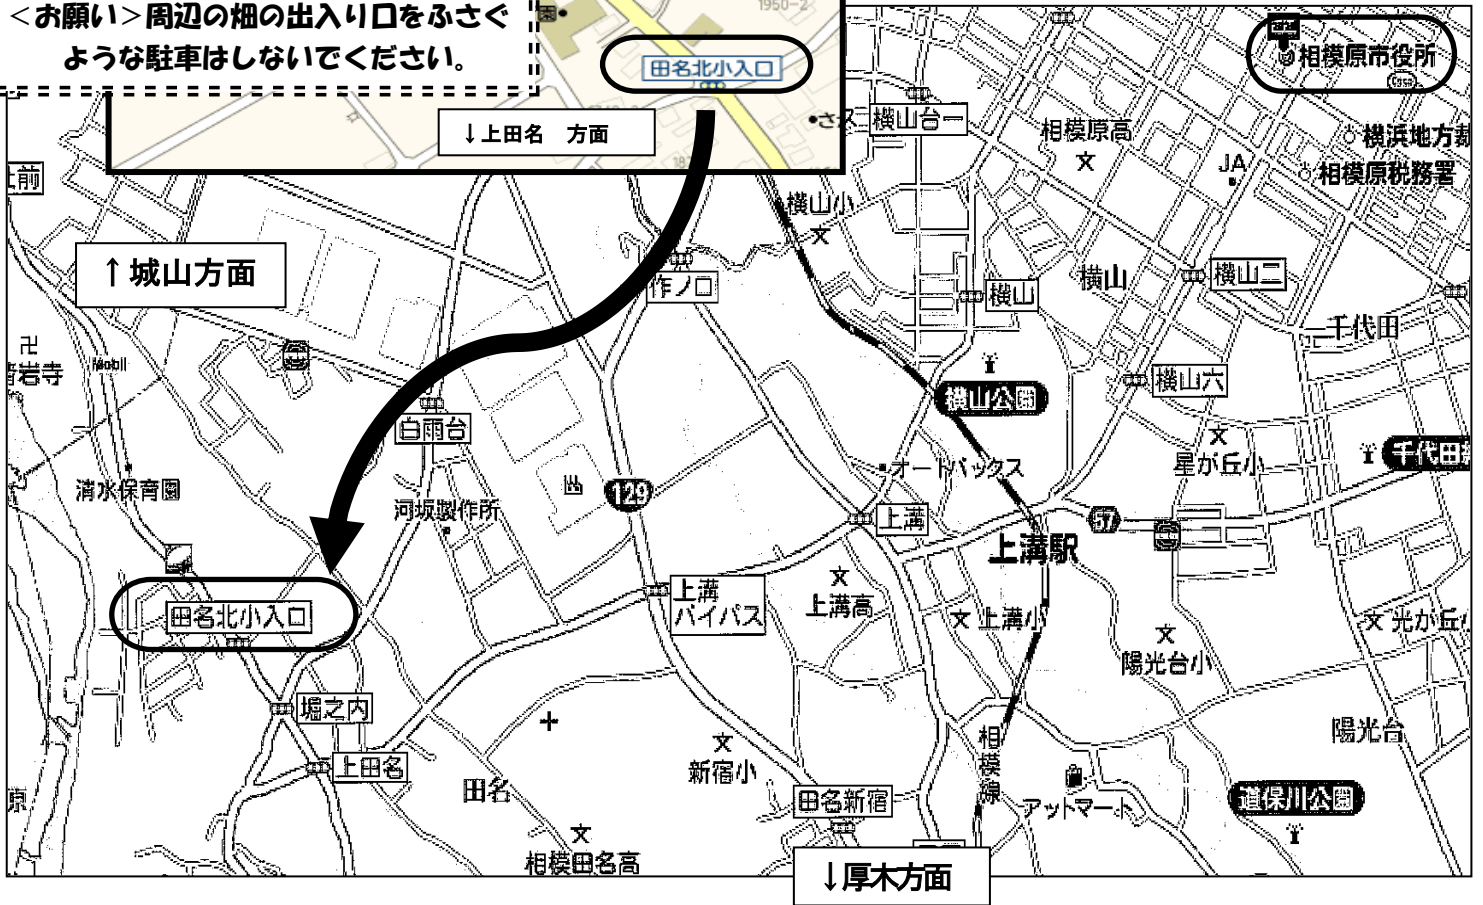 <お願い>周辺の畑の出入り口をふさぐ
ような駐車はしないでください。
1950-2
田名北小入口
↓上田名　方面
相模原市役所
横山台一
相模原高
横浜地方裁
JA
相模原税務署
横山小
↑城山方面
作ノ口
横山
横山
横山二
千代田
Mobil
横山六
横山公園
白雨台
オートバックス
星が丘小
清水保育園
河坂製作所
129
上溝
57
上溝駅
田名北小入口
上溝
バイパス
上溝高
上溝小
陽光台小
光が丘小
堀之内
上田名
田名
新宿小
相模線
陽光台
田名新宿
アットマート
道保川公園
相模田名高
↓厚木方面